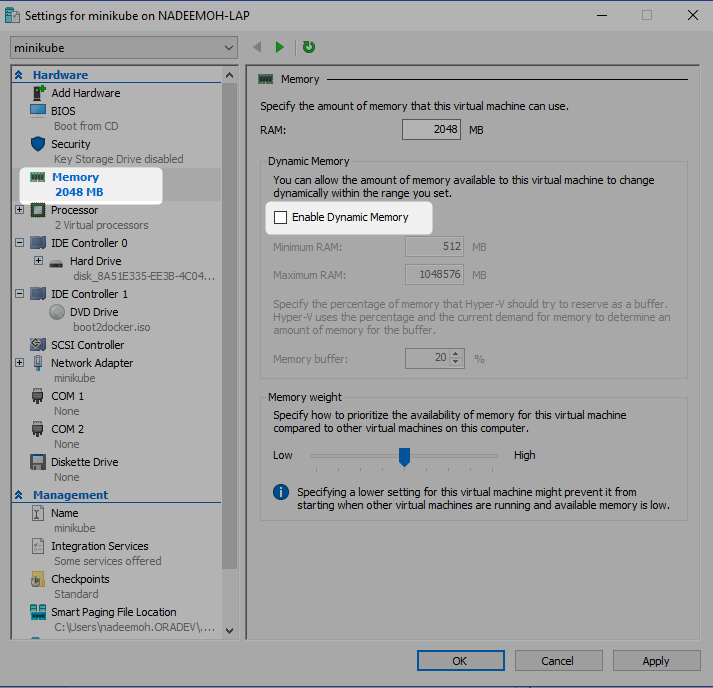 Settings for minikube on NADEEMOH-LAP
minikube
Hardware
Add Hardware
BIOS
Boot from CD
Security
Key Storage Drive disabled
Memory
2048 MB
Processor
2 Virtual processors
IDE Controller 0
Hard Drive
disk_8A51E335-EE3B-4C04...
IDE Controller 1
DVD Drive
boot2docker.iso
SCSI Controller
Network Adapter
minikube
COM 1
None
COM 2
None
Diskette Drive
None
Management
Name
minikube
Integration Services
Some services offered
Checkpoints
Standard
Smart Paging File Location
C:\Users\nadeemoh.ORADEV\....
Memory
Specify the amount of memory that this virtual machine can use.
RAM: 2048 MB
Dynamic Memory
You can allow the amount of memory available to this virtual machine to change
dynamically within the range you set.
Enable Dynamic Memory
Minimum RAM: 512 MB
Maximum RAM: 1048576 MB
Specify the percentage of memory that Hyper-V should try to reserve as a buffer.
Hyper-V uses the percentage and the current demand for memory to determine an
amount of memory for the buffer.
Memory buffer: 20 %
Memory weight
Specify how to prioritize the availability of memory for this virtual machine
compared to other virtual machines on this computer.
Low High
Specifying a lower setting for this virtual machine might prevent it from
starting when other virtual machines are running and available memory is low.
OK Cancel Apply